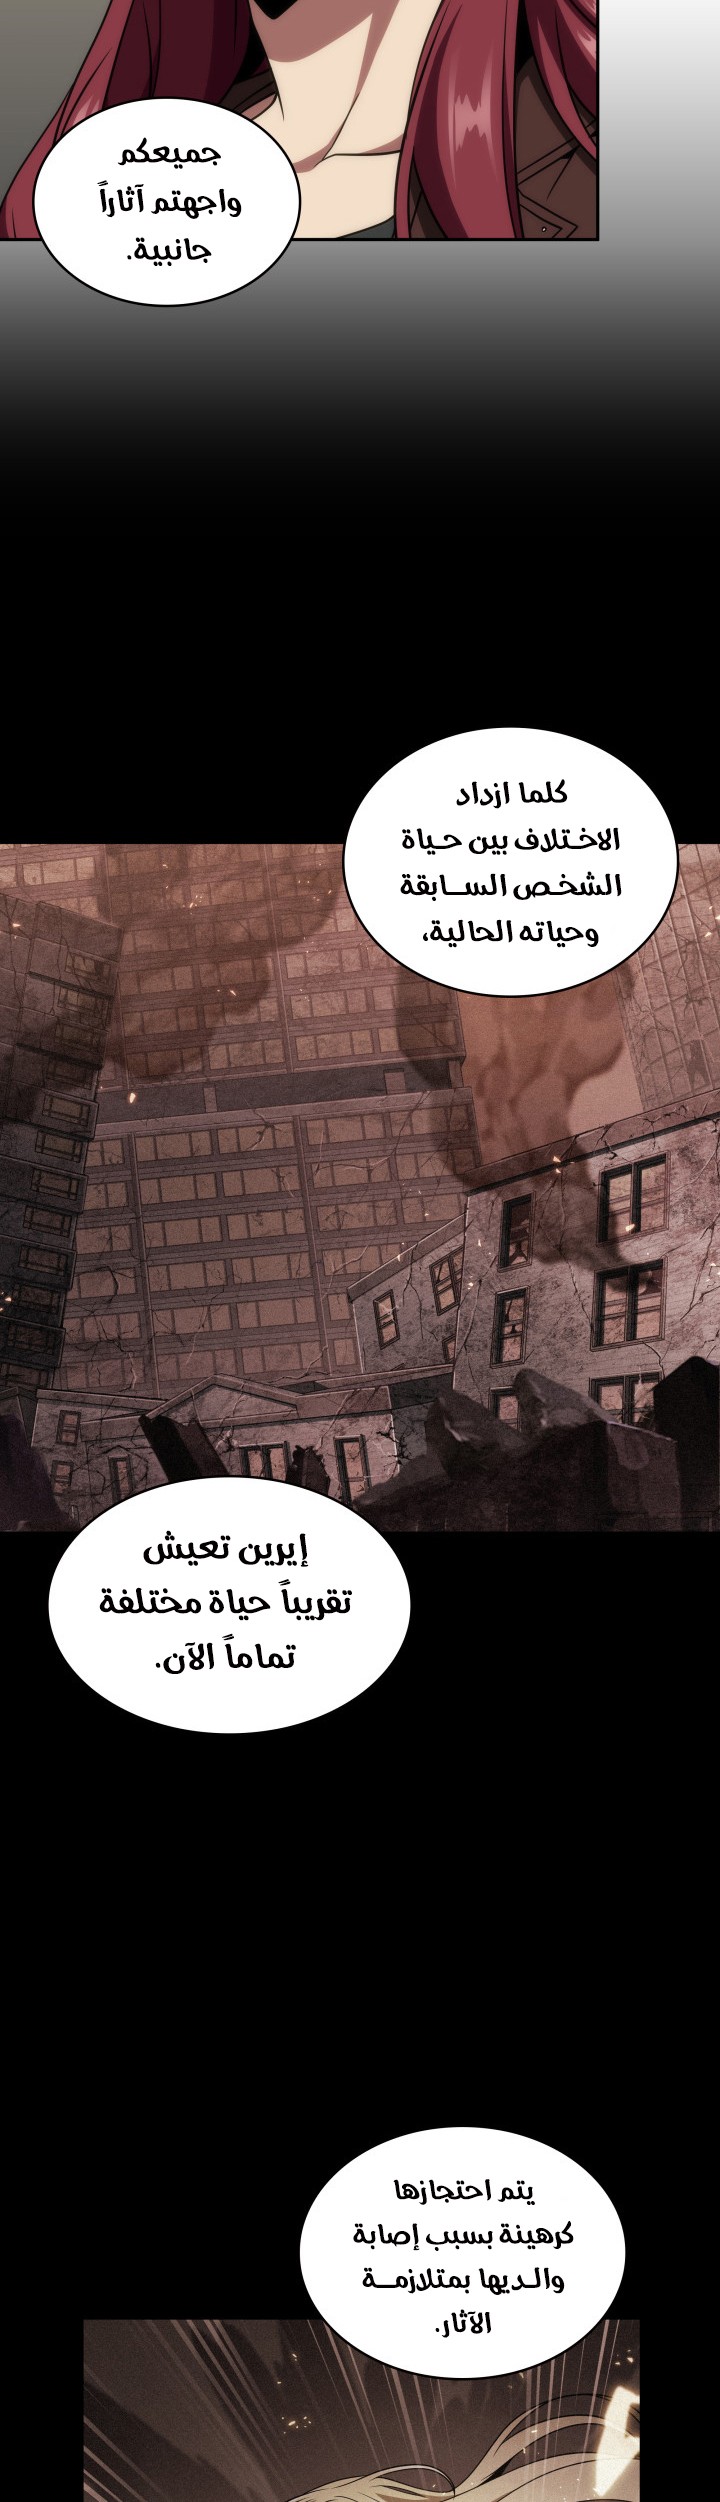 جميعكم
واجهتم آثاراً
جانبية.
كلما ازداد
الاختلاف بين حياة
الشخص السابقة
وحياته الحالية،
إيرين تعيش
تقريباً حياة مختلفة
تماماً الآن.
يتم احتجازها
كرهينة بسبب إصابة
والديها بمتلازمة
الآثار.